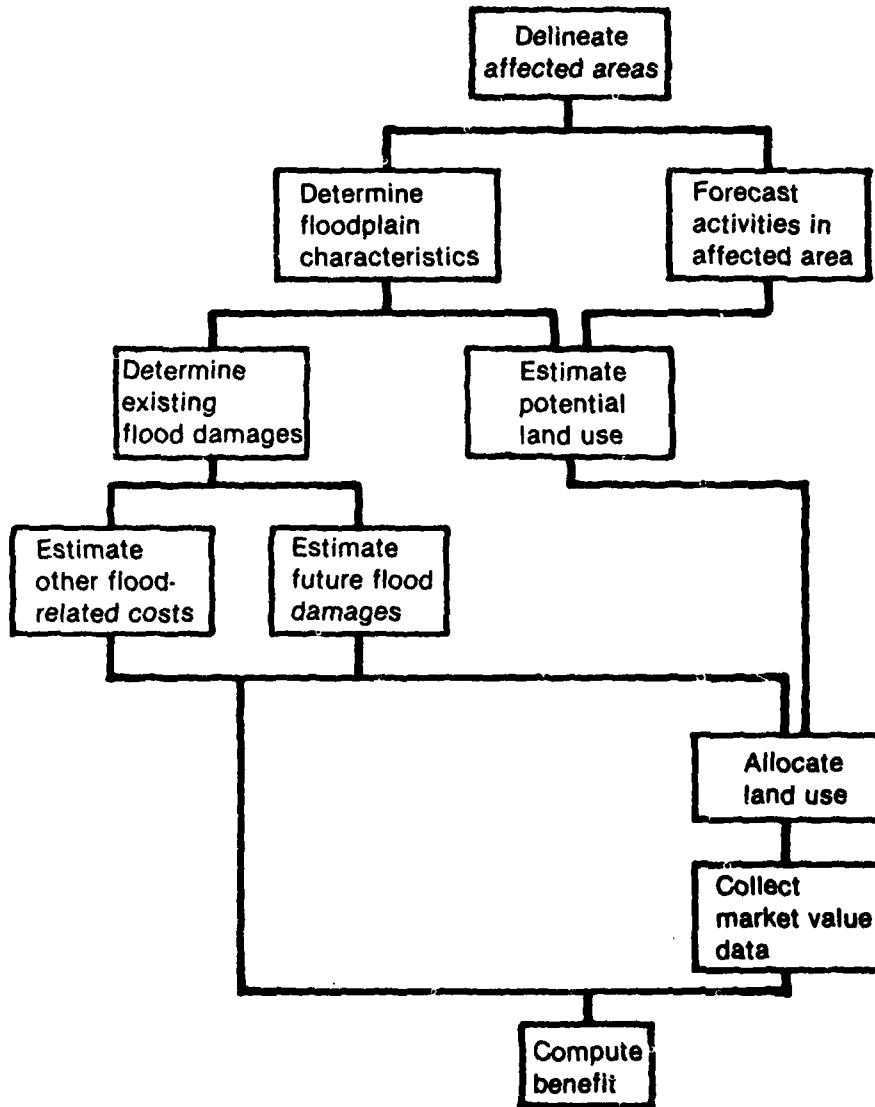 Delineate
affected areas
Determine
floodplain
characteristics
Forecast
activities in
affected area
Determine
existing
flood damages
Estimate
potential
land use
Estimate
other flood-
related costs
Estimate
future flood
damages
Allocate
land use
Collect
market value
data
Compute
benefit